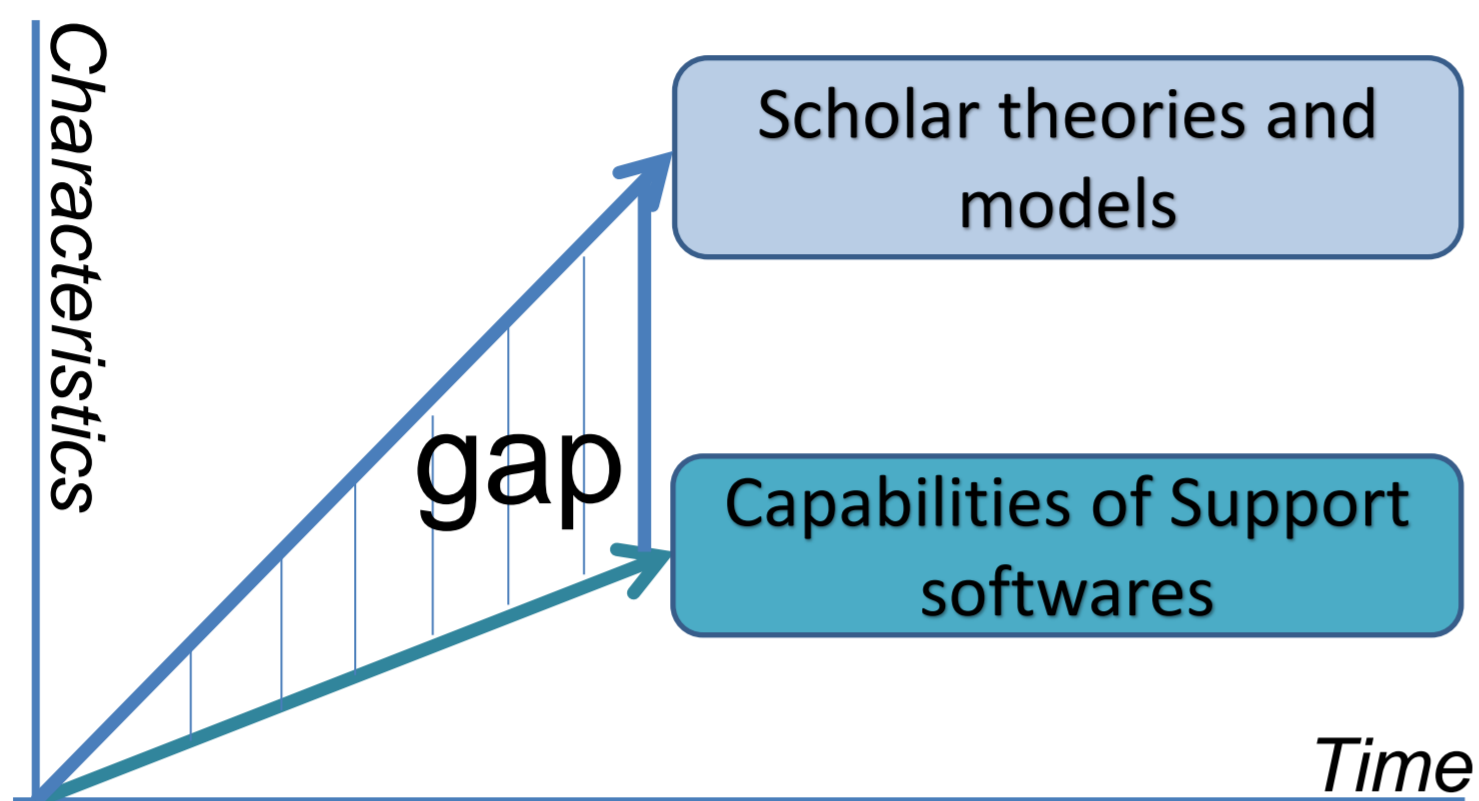 Characteristics
Scholar theories and
models
gap
Capabilities of Support
softwares
Time